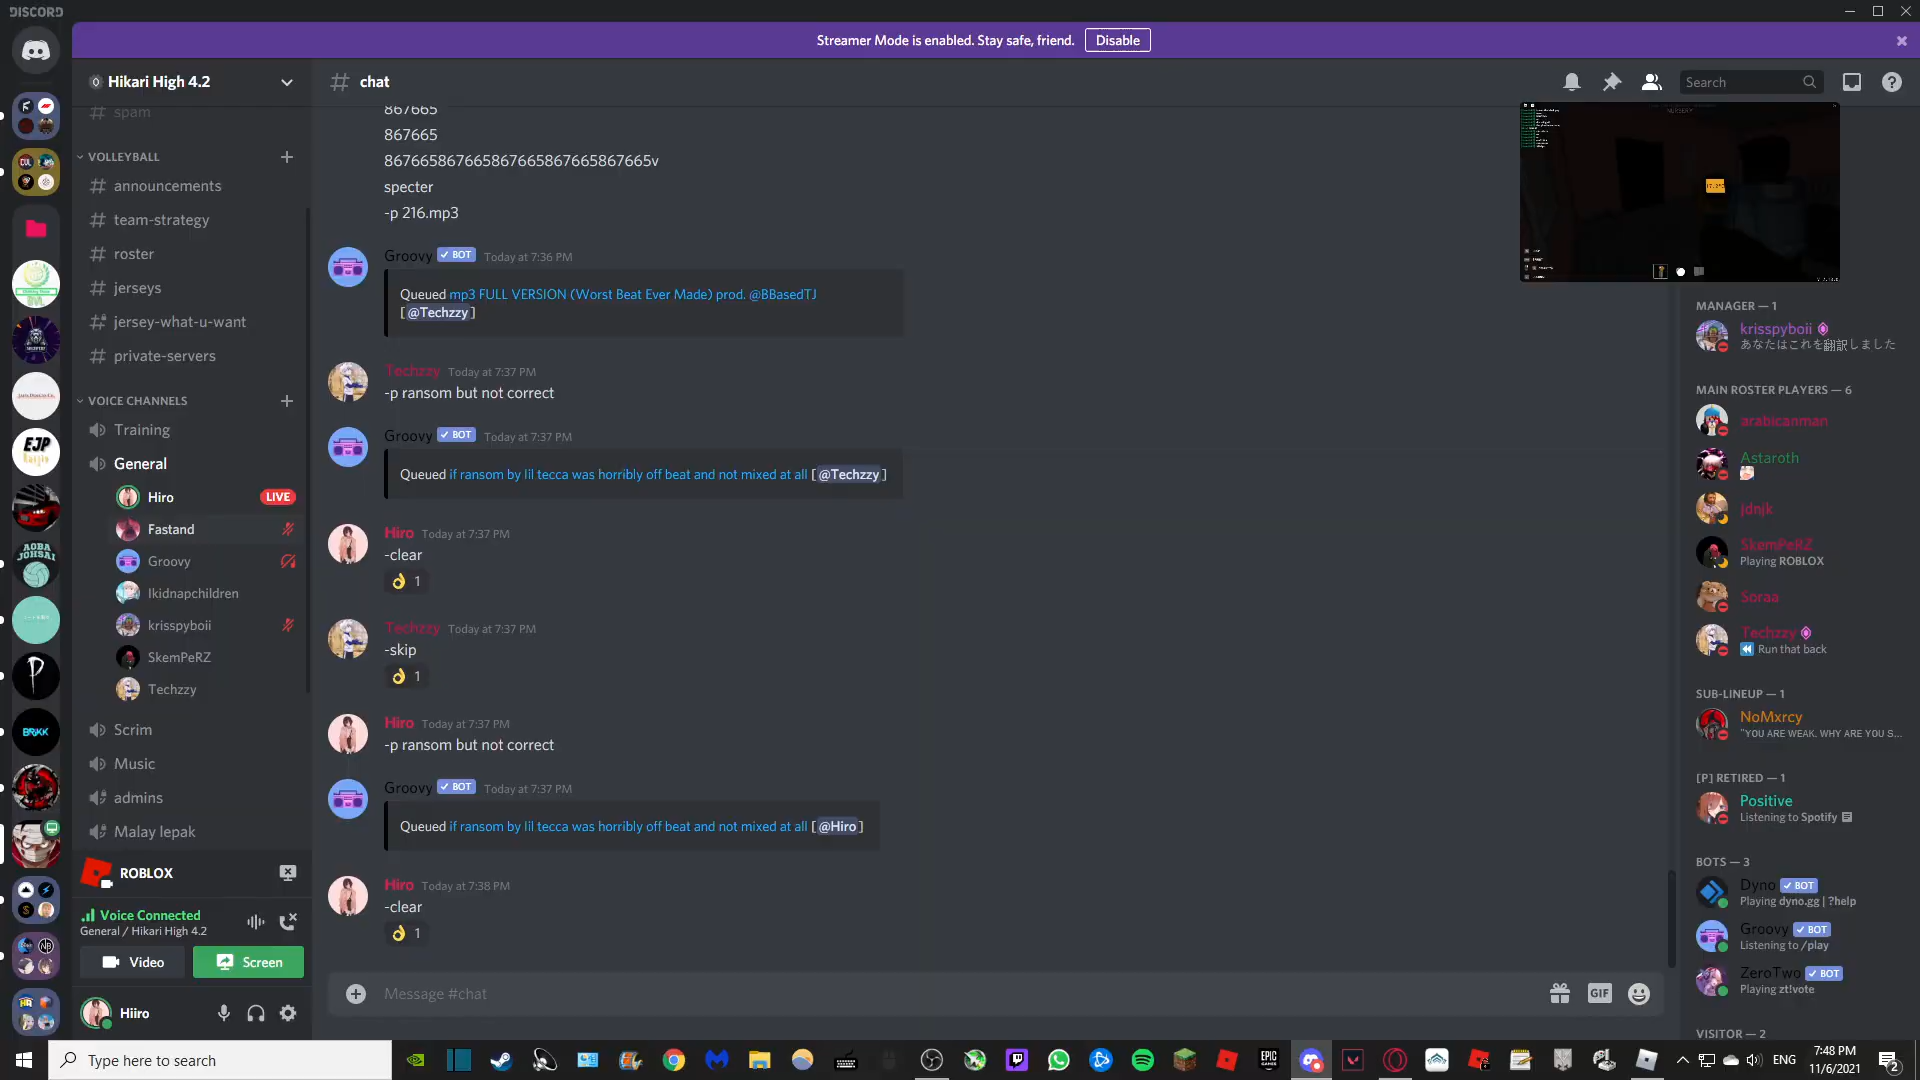 DISCORD
Streamer Mode is enabled. Stay safe, friend.
Disable
Hikari High 4.2
spam
VOLLEYBALL
announcements
team-strategy
roster
jerseys
jersey-what-u-want
private-servers
VOICE CHANNELS
Training
General
Hiro
LIVE
Fastand
Groovy
Ikidnapchildren
krisspyboii
SkemPeRZ
Techzzy
Scrim
Music
admins
Malay lepak
ROBLOX
Voice Connected
General / Hikari High 4.2
Video
Screen
Hiiro
# chat
Search
867665
867665
867665867665867665867665867665v
specter
-p 216.mp3
Groovy ✓ BOT Today at 7:36 PM
Queued mp3 FULL VERSION (Worst Beat Ever Made) prod. @BBasedTJ
[@Techzzy]
Techzzy Today at 7:37 PM
-p ransom but not correct
Groovy ✓ BOT Today at 7:37 PM
Queued if ransom by lil tecca was horribly off beat and not mixed at all [@Techzzy]
Hiro Today at 7:37 PM
-clear
1
Techzzy Today at 7:37 PM
-skip
1
Hiro Today at 7:37 PM
-p ransom but not correct
Groovy ✓ BOT Today at 7:37 PM
Queued if ransom by lil tecca was horribly off beat and not mixed at all [@Hiro]
Hiro Today at 7:38 PM
-clear
1
Message #chat
GIF
MANAGER — 1
krisspyboii
あなたはこれを翻訳しました
MAIN ROSTER PLAYERS — 6
arabicanman
Astaroth
jdnjk
SkemPeRZ
Playing ROBLOX
Soraa
Techzzy
Run that back
SUB-LINEUP — 1
NoMxrcy
"YOU ARE WEAK. WHY ARE YOU S...
[P] RETIRED — 1
Positive
Listening to Spotify
BOTS — 3
Dyno ✓ BOT
Playing dyno.gg | ?help
Groovy ✓ BOT
Listening to /play
ZeroTwo ✓ BOT
Playing zt!vote
VISITOR — 2
EJP
AOBA
JOHSAI
BRIKK
Type here to search
EPIC
ENG
7:48 PM
11/6/2021
2